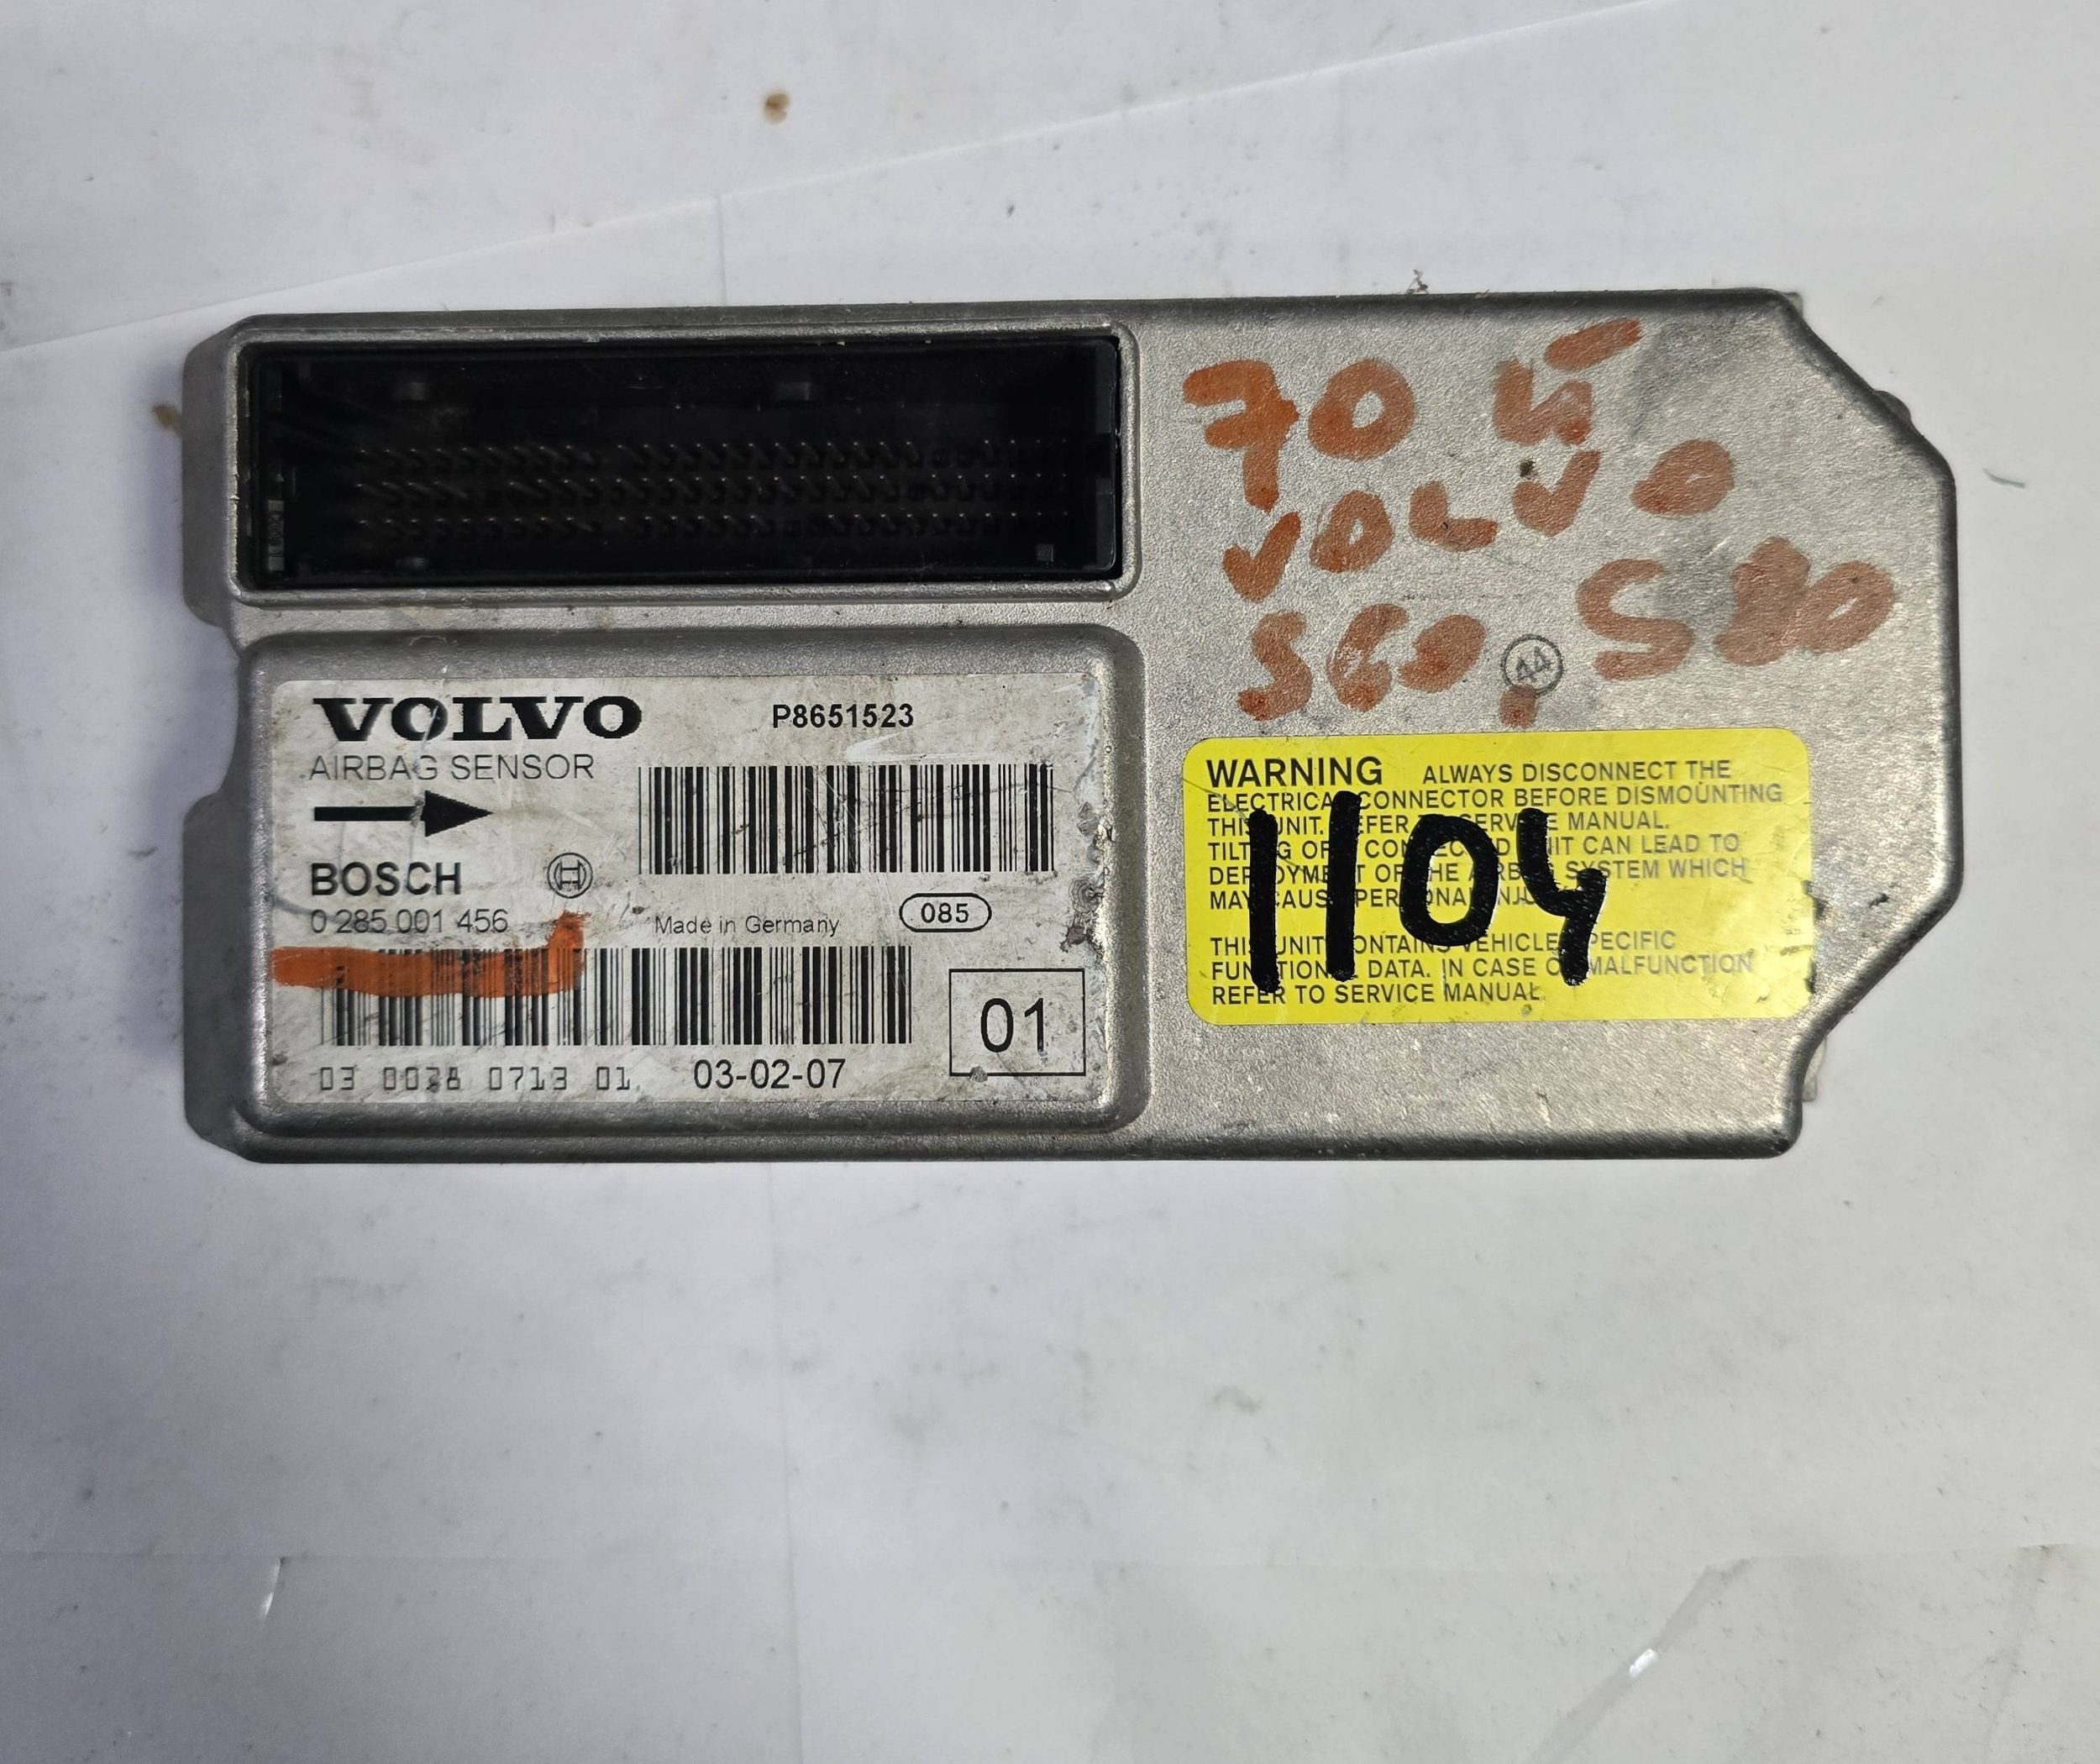 VOLVO P8651523
AIRBAG SENSOR
BOSCH
0 285 001 456
Made in Germany
085
01
03 0038 0713 01
03-02-07
70
VOLVO
S60, S80
44
WARNING ALWAYS DISCONNECT THE
ELECTRICAL CONNECTOR BEFORE DISMOUNTING
THIS UNIT. REFER TO SERVICE MANUAL.
TILTING OF A CONNECTED UNIT CAN LEAD TO
DEPLOYMENT OF THE AIRBAG SYSTEM WHICH
MAY CAUSE PERSONAL INJURY
THIS UNIT CONTAINS VEHICLE SPECIFIC
FUNCTIONAL DATA. IN CASE OF MALFUNCTION
REFER TO SERVICE MANUAL.
1104